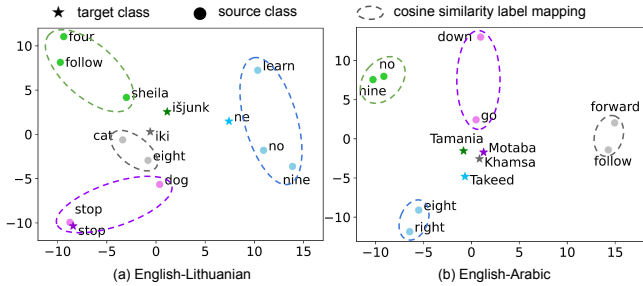 target class source class cosine similarity label mapping
10
5
0
−5
−10
−10 −5 0 5 10 15
four
follow
sheila
learn
išjunk
ne
cat
iki
eight
no
dog
nine
stop
stop
(a) English-Lithuanian
10
5
0
−5
−10
−10 −5 0 5 10 15
down
no
nine
go
forward
follow
Tamania
Motaba
Khamsa
Takeed
eight
right
(b) English-Arabic